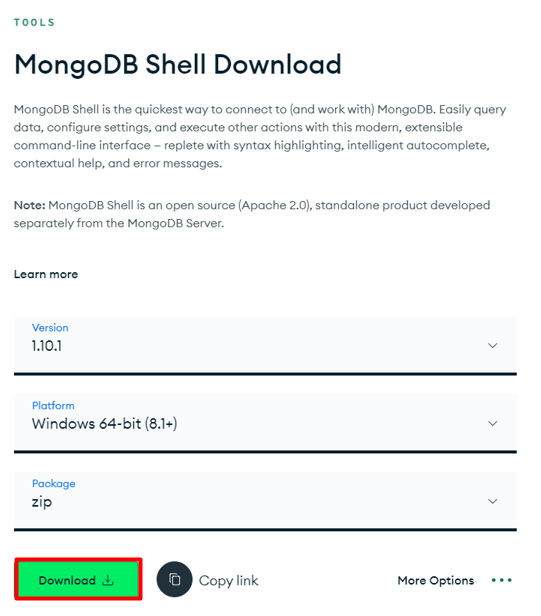 TOOLS
MongoDB Shell Download
MongoDB Shell is the quickest way to connect to (and work with) MongoDB. Easily query
data, configure settings, and execute other actions with this modern, extensible
command-line interface — replete with syntax highlighting, intelligent autocomplete,
contextual help, and error messages.
Note: MongoDB Shell is an open source (Apache 2.0), standalone product developed
separately from the MongoDB Server.
Learn more
Version
1.10.1
Platform
Windows 64-bit (8.1+)
Package
zip
Download
Copy link
More Options